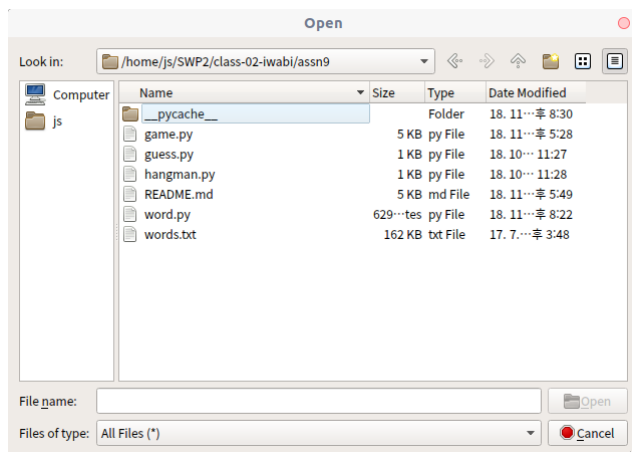 Open
Look in: /home/js/SWP2/class-02-iwabi/assn9
Computer
js
Name Size Type Date Modified
__pycache__ Folder 18. 11⋯후 8:30
game.py 5 KB py File 18. 11⋯후 5:28
guess.py 1 KB py File 18. 10⋯ 11:27
hangman.py 1 KB py File 18. 10⋯ 11:28
README.md 5 KB md File 18. 11⋯후 5:49
word.py 629⋯tes py File 18. 11⋯후 8:22
words.txt 162 KB txt File 17. 7.⋯후 3:48
File name: Open
Files of type: All Files (*) Cancel